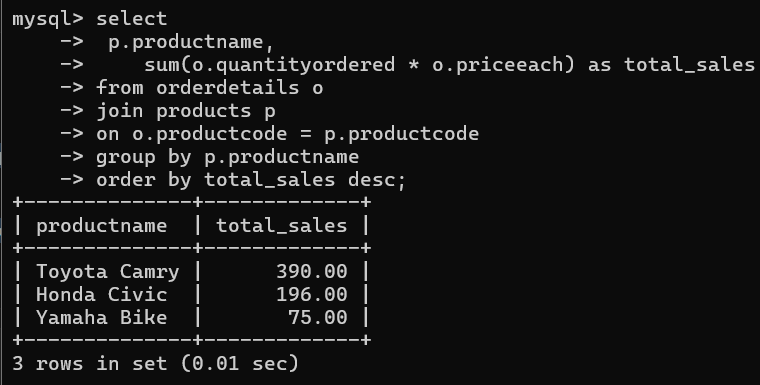 mysql> select
    ->  p.productname,
    ->     sum(o.quantityordered * o.priceeach) as total_sales
    -> from orderdetails o
    -> join products p
    -> on o.productcode = p.productcode
    -> group by p.productname
    -> order by total_sales desc;
+--------------+-------------+
| productname  | total_sales |
+--------------+-------------+
| Toyota Camry |      390.00 |
| Honda Civic  |      196.00 |
| Yamaha Bike  |       75.00 |
+--------------+-------------+
3 rows in set (0.01 sec)